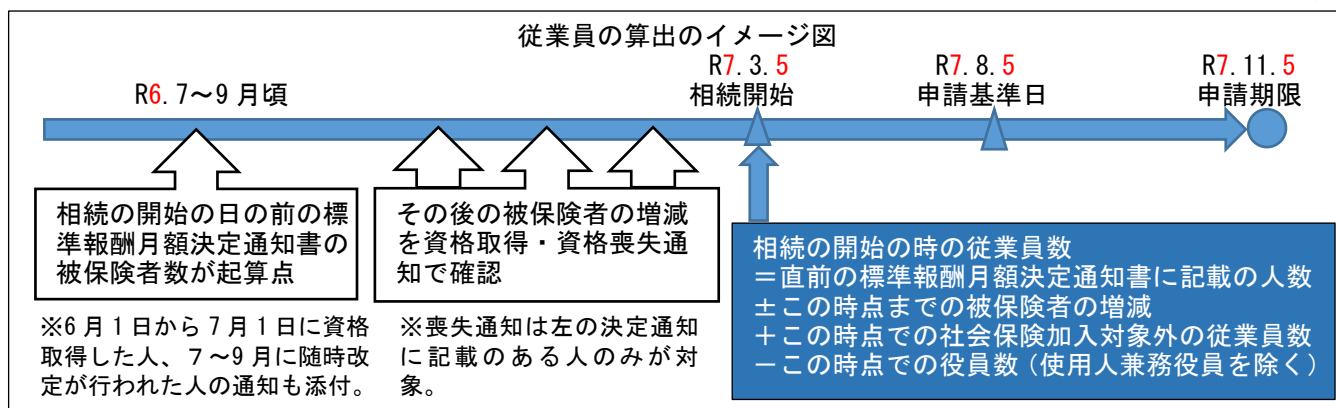 従業員の算出のイメージ図
R6.7～9月頃
R7.3.5
相続開始
R7.8.5
申請基準日
R7.11.5
申請期限
相続の開始の日の前の標
準報酬月額決定通知書の
被保険者数が起算点
※6月1日から7月1日に資格
取得した人、7～9月に随時改
定が行われた人の通知も添付。
その後の被保険者の増減
を資格取得・資格喪失通
知で確認
※喪失通知は左の決定通知
に記載のある人のみが対
象。
相続の開始の時の従業員数
＝直前の標準報酬月額決定通知書に記載の人数
±この時点までの被保険者の増減
＋この時点での社会保険加入対象外の従業員数
－この時点での役員数（使用人兼務役員を除く）